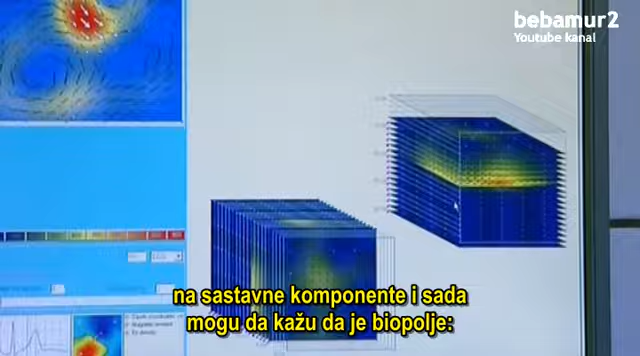 bebamur2
Youtube kanal
na sastavne komponente i sada
mogu da kažu da je biopolje: